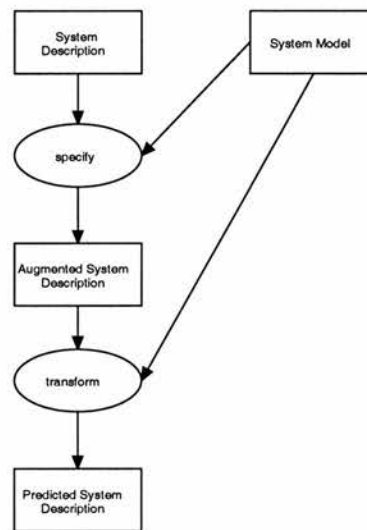 System
Description
System Model
specify
Augmented System
Description
transform
Predicted System
Description